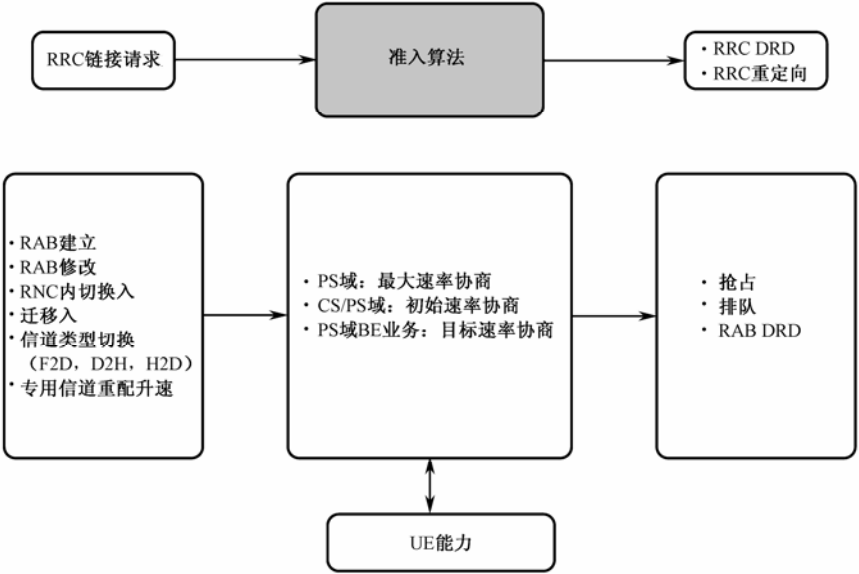 RRC链接请求
准入算法
·RRC DRD
·RRC重定向
·RAB建立
·RAB修改
·RNC内切换入
·迁移入
·信道类型切换
（F2D，D2H，H2D）
·专用信道重配升速
·PS域：最大速率协商
·CS/PS域：初始速率协商
·PS域BE业务：目标速率协商
·抢占
·排队
·RAB DRD
UE能力